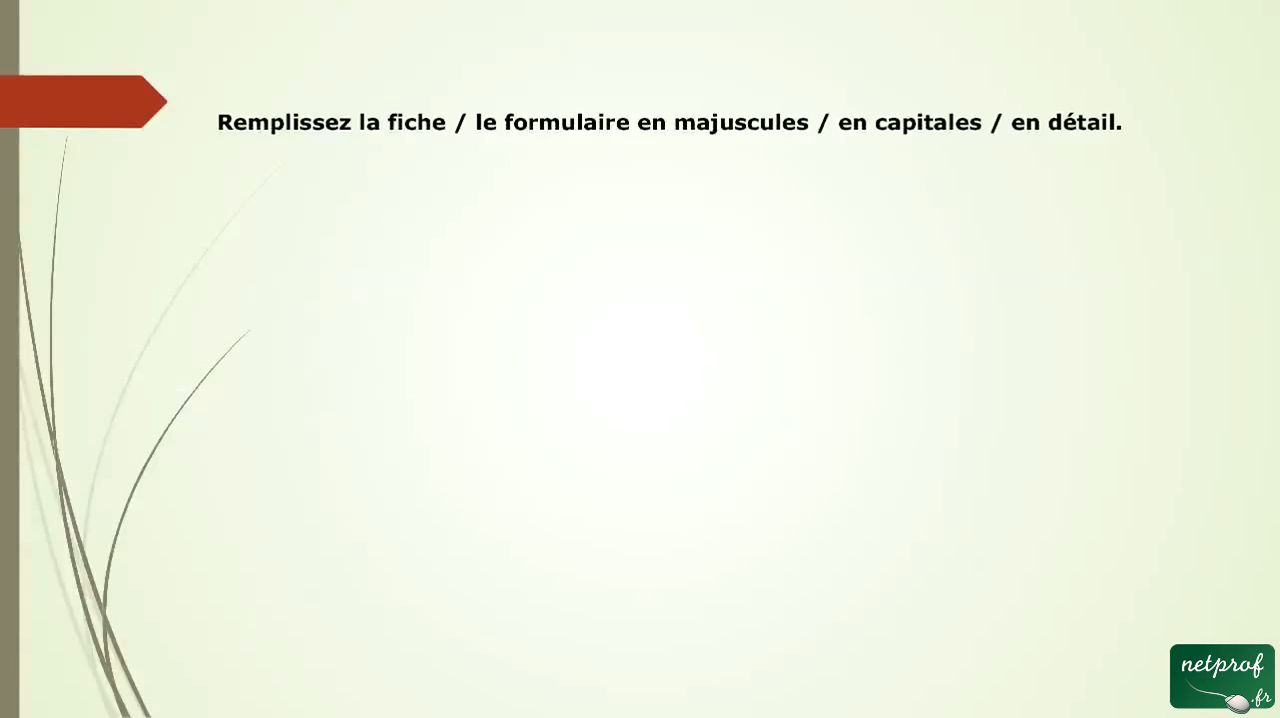 Remplissez la fiche / le formulaire en majuscules / en capitales / en détail.
netprof
.fr